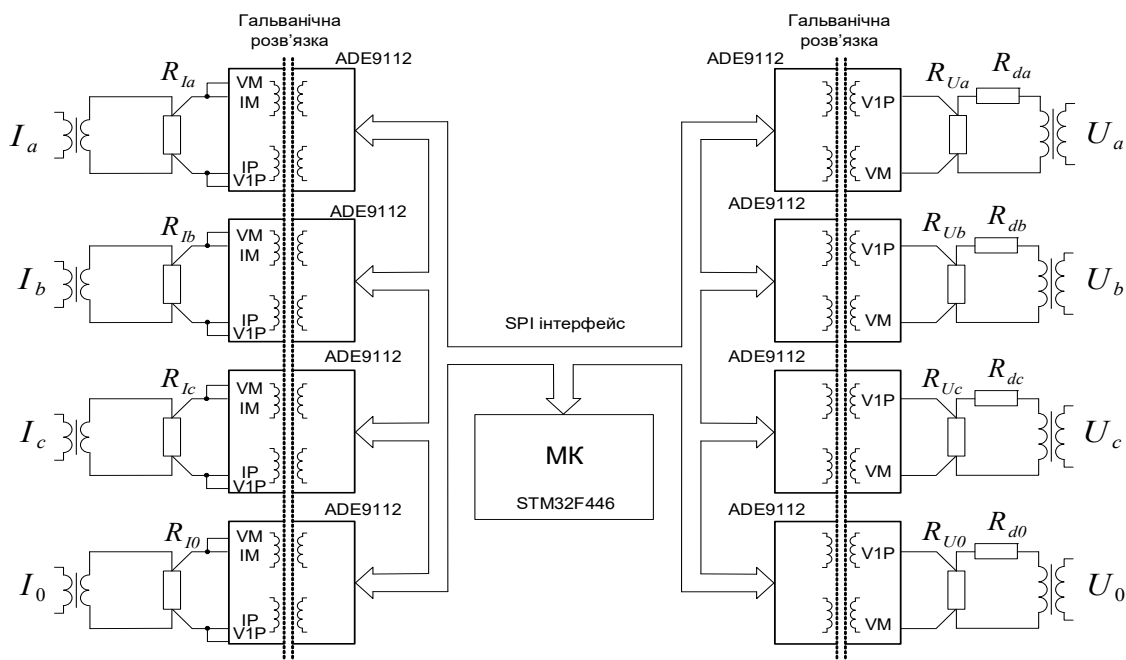 Гальванічна
розв’язка
ADE9112
R_Ia
VM
IM
IP
V1P
I_a
ADE9112
R_Ib
VM
IM
IP
V1P
I_b
ADE9112
R_Ic
VM
IM
IP
V1P
I_c
ADE9112
R_I0
VM
IM
IP
V1P
I_0
SPI інтерфейс
МК
STM32F446
Гальванічна
розв’язка
ADE9112
V1P
VM
R_Ua
R_da
U_a
ADE9112
V1P
VM
R_Ub
R_db
U_b
ADE9112
V1P
VM
R_Uc
R_dc
U_c
ADE9112
V1P
VM
R_U0
R_d0
U_0